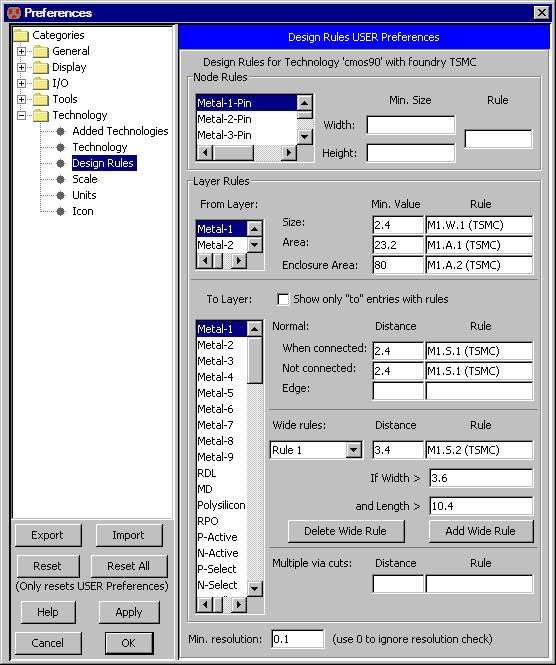 Preferences
Categories
General
Display
I/O
Tools
Technology
Added Technologies
Technology
Design Rules
Scale
Units
Icon
Export Import
Reset Reset All
(Only resets USER Preferences)
Help Apply
Cancel OK
Design Rules USER Preferences
Design Rules for Technology 'cmos90' with foundry TSMC
Node Rules
Metal-1-Pin
Metal-2-Pin
Metal-3-Pin
Min. Size Rule
Width:
Height:
Layer Rules
From Layer: Min. Value Rule
Metal-1
Metal-2
Size: 2.4 M1.W.1 (TSMC)
Area: 23.2 M1.A.1 (TSMC)
Enclosure Area: 80 M1.A.2 (TSMC)
To Layer: Show only "to" entries with rules
Metal-1
Metal-2
Metal-3
Metal-4
Metal-5
Metal-6
Metal-7
Metal-8
Metal-9
RDL
MD
Polysilicon
RPO
P-Active
N-Active
P-Select
N-Select
Normal: Distance Rule
When connected: 2.4 M1.S.1 (TSMC)
Not connected: 2.4 M1.S.1 (TSMC)
Edge:
Wide rules: Distance Rule
Rule 1 3.4 M1.S.2 (TSMC)
If Width > 3.6
and Length > 10.4
Delete Wide Rule Add Wide Rule
Multiple via cuts: Distance Rule
Min. resolution: 0.1 (use 0 to ignore resolution check)